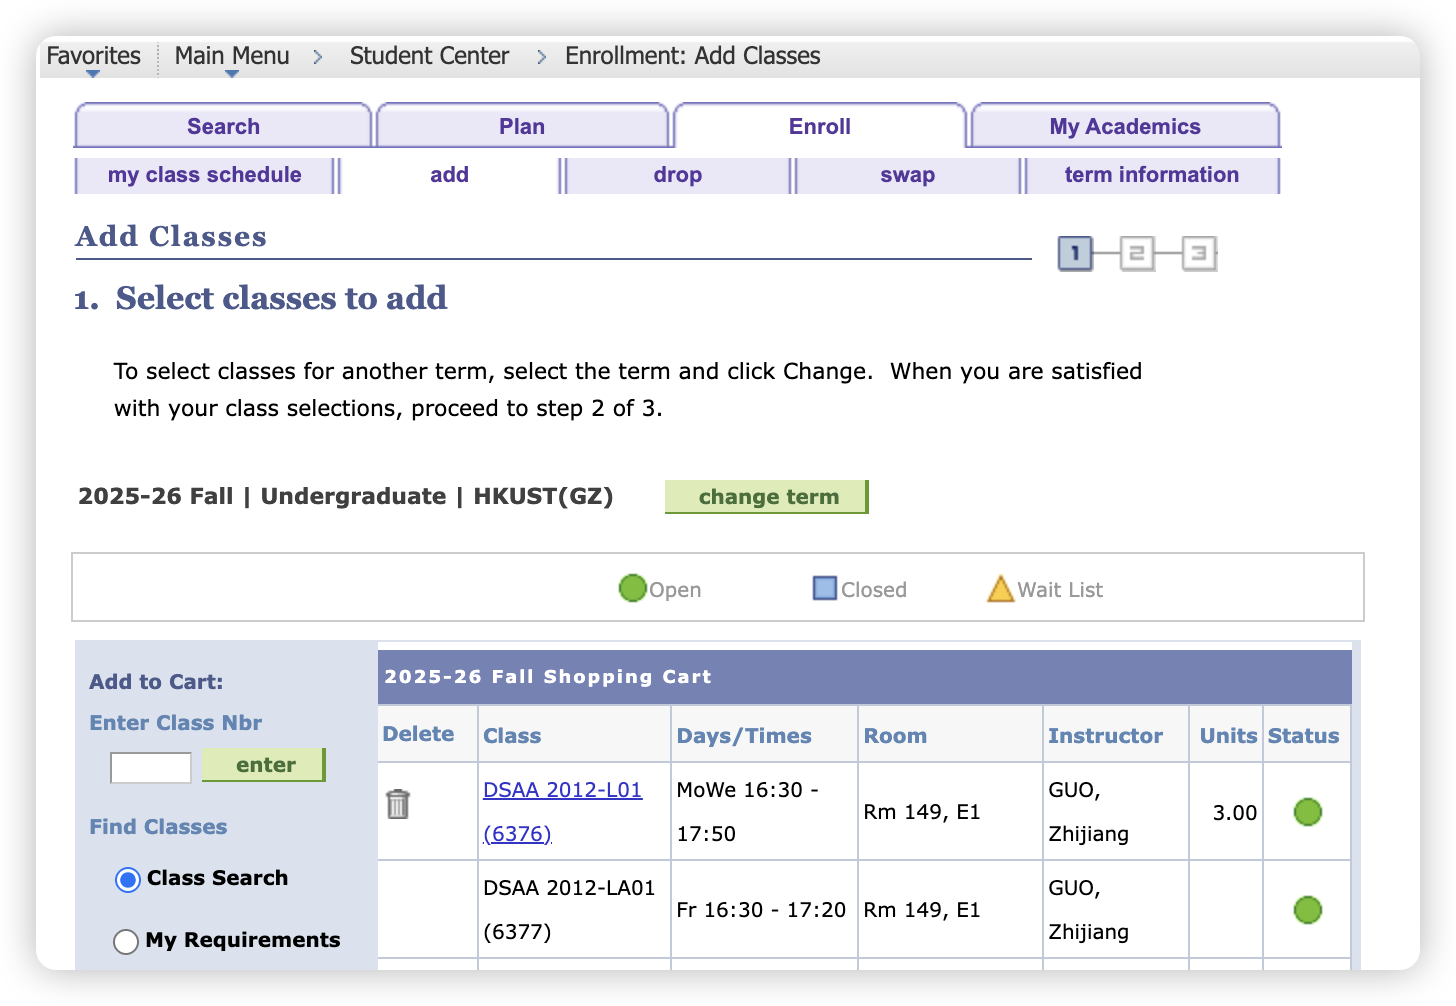 Favorites Main Menu > Student Center > Enrollment: Add Classes
Search Plan Enroll My Academics
my class schedule add drop swap term information
Add Classes
1 2 3
1. Select classes to add
To select classes for another term, select the term and click Change. When you are satisfied
with your class selections, proceed to step 2 of 3.
2025-26 Fall | Undergraduate | HKUST(GZ) change term
Open Closed Wait List
Add to Cart:
Enter Class Nbr
enter
Find Classes
Class Search
My Requirements
2025-26 Fall Shopping Cart
Delete Class Days/Times Room Instructor Units Status
DSAA 2012-L01
(6376)
MoWe 16:30 -
17:50
Rm 149, E1
GUO,
Zhijiang
3.00
DSAA 2012-LA01
(6377)
Fr 16:30 - 17:20
Rm 149, E1
GUO,
Zhijiang